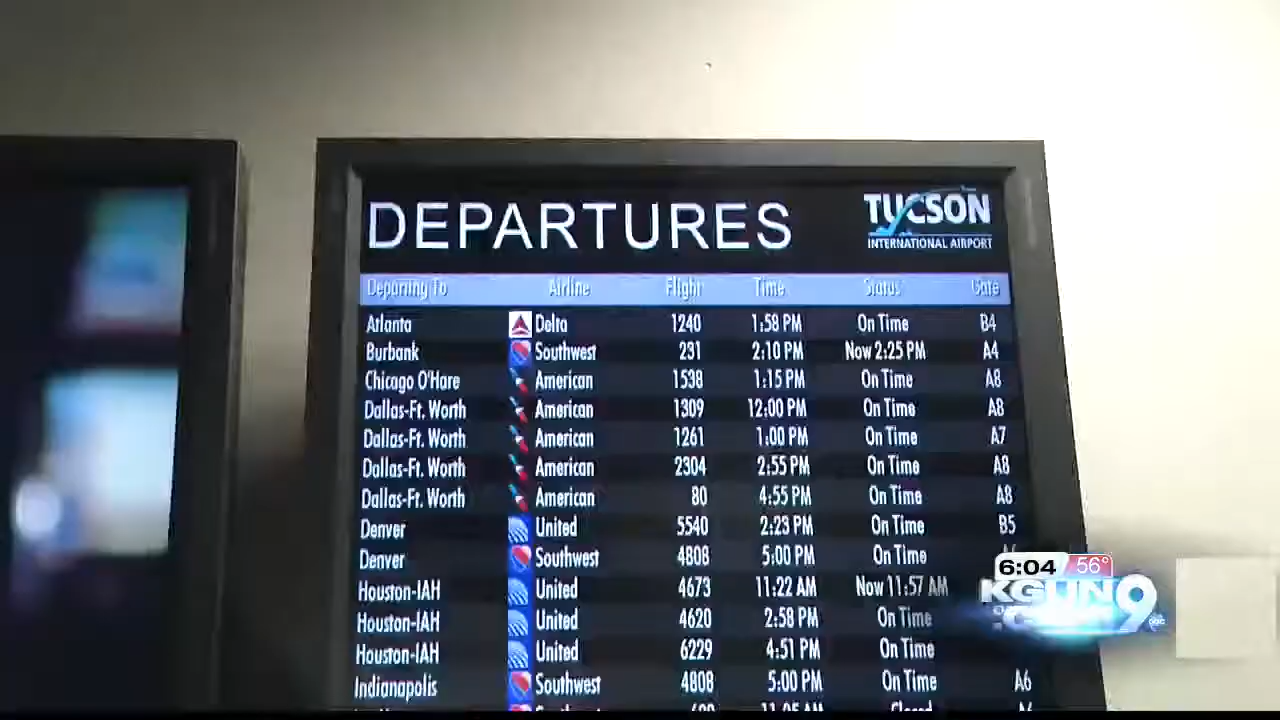 DEPARTURES
TUCSON
INTERNATIONAL AIRPORT
Departing To Airline Flight Time Status Gate
Atlanta Delta 1240 1:58 PM On Time B4
Burbank Southwest 231 2:10 PM Now 2:25 PM A4
Chicago O'Hare American 1538 1:15 PM On Time A8
Dallas-Ft. Worth American 1309 12:00 PM On Time A8
Dallas-Ft. Worth American 1261 1:00 PM On Time A7
Dallas-Ft. Worth American 2304 2:55 PM On Time A8
Dallas-Ft. Worth American 80 4:55 PM On Time A8
Denver United 5540 2:23 PM On Time B5
Denver Southwest 4808 5:00 PM On Time
Houston-IAH United 4673 11:22 AM Now 11:57 AM
Houston-IAH United 4620 2:58 PM On Time
Houston-IAH United 6229 4:51 PM On Time
Indianapolis Southwest 4808 5:00 PM On Time A6
6:04 56°
KGUN 9